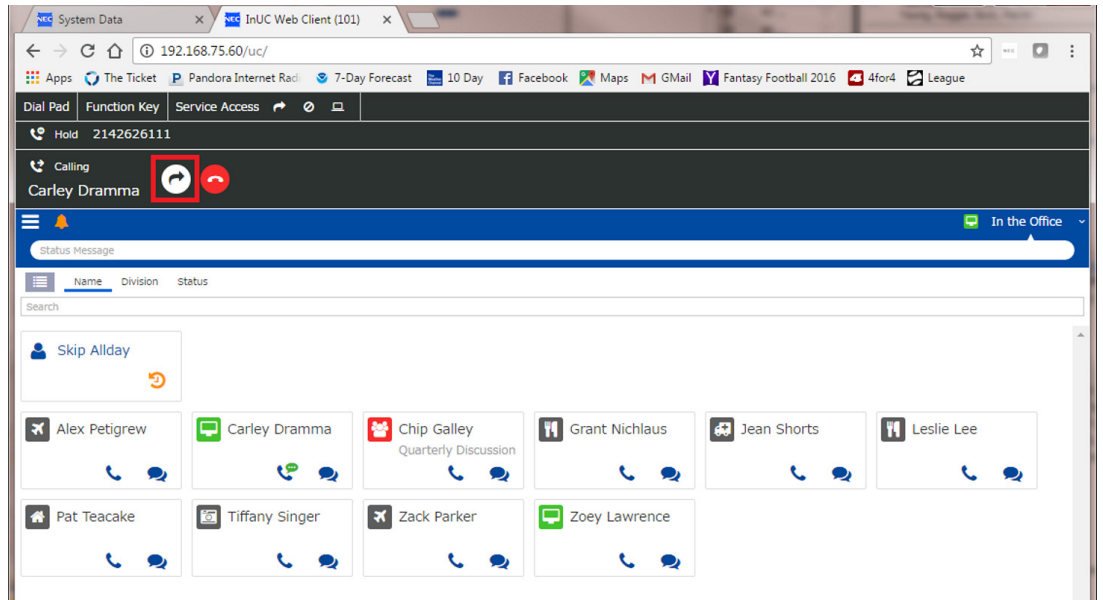 NEC System Data NEC InUC Web Client (101)
192.168.75.60/uc/ NEC
Apps The Ticket P Pandora Internet Radi 7-Day Forecast 10 Day Facebook Maps GMail Fantasy Football 2016 4for4 League
Dial Pad Function Key Service Access
Hold 2142626111
Calling
Carley Dramma
In the Office
Status Message
Name Division Status
Search
Skip Allday
Alex Petigrew Carley Dramma Chip Galley Grant Nichlaus Jean Shorts Leslie Lee
Quarterly Discussion
Pat Teacake Tiffany Singer Zack Parker Zoey Lawrence